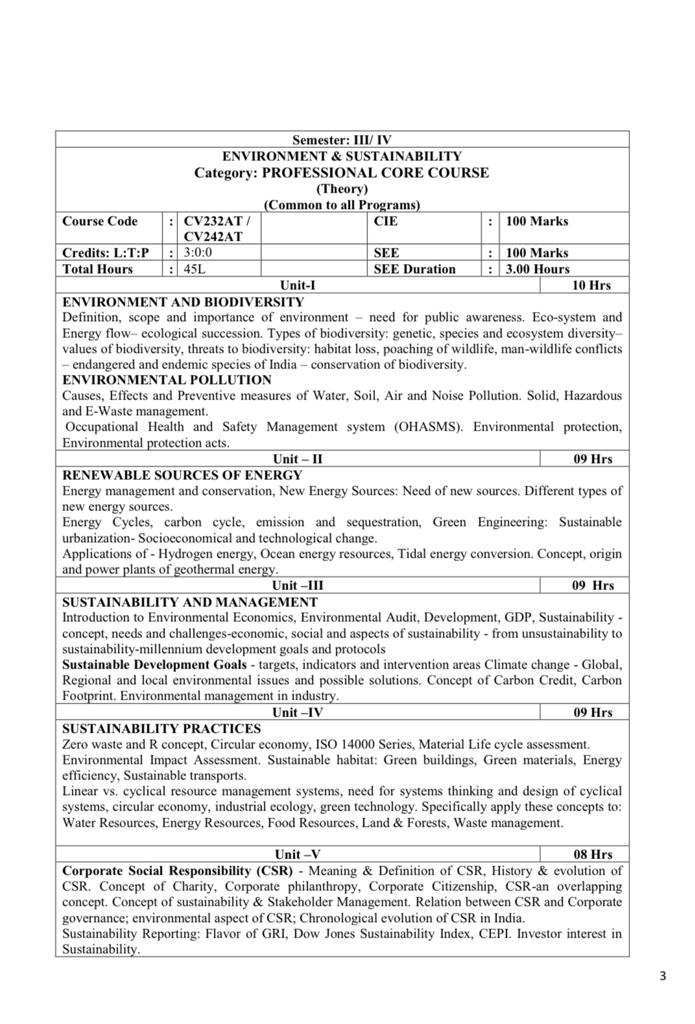 Semester: III/ IV
ENVIRONMENT & SUSTAINABILITY
Category: PROFESSIONAL CORE COURSE
(Theory)
(Common to all Programs)
Course Code : CV232AT / CV242AT CIE : 100 Marks
Credits: L:T:P : 3:0:0 SEE : 100 Marks
Total Hours : 45L SEE Duration : 3.00 Hours
Unit-I 10 Hrs
ENVIRONMENT AND BIODIVERSITY
Definition, scope and importance of environment – need for public awareness. Eco-system and
Energy flow– ecological succession. Types of biodiversity: genetic, species and ecosystem diversity–
values of biodiversity, threats to biodiversity: habitat loss, poaching of wildlife, man-wildlife conflicts
– endangered and endemic species of India – conservation of biodiversity.
ENVIRONMENTAL POLLUTION
Causes, Effects and Preventive measures of Water, Soil, Air and Noise Pollution. Solid, Hazardous
and E-Waste management.
Occupational Health and Safety Management system (OHASMS). Environmental protection,
Environmental protection acts.
Unit – II 09 Hrs
RENEWABLE SOURCES OF ENERGY
Energy management and conservation, New Energy Sources: Need of new sources. Different types of
new energy sources.
Energy Cycles, carbon cycle, emission and sequestration, Green Engineering: Sustainable
urbanization- Socioeconomical and technological change.
Applications of - Hydrogen energy, Ocean energy resources, Tidal energy conversion. Concept, origin
and power plants of geothermal energy.
Unit –III 09 Hrs
SUSTAINABILITY AND MANAGEMENT
Introduction to Environmental Economics, Environmental Audit, Development, GDP, Sustainability -
concept, needs and challenges-economic, social and aspects of sustainability - from unsustainability to
sustainability-millennium development goals and protocols
Sustainable Development Goals - targets, indicators and intervention areas Climate change - Global,
Regional and local environmental issues and possible solutions. Concept of Carbon Credit, Carbon
Footprint. Environmental management in industry.
Unit –IV 09 Hrs
SUSTAINABILITY PRACTICES
Zero waste and R concept, Circular economy, ISO 14000 Series, Material Life cycle assessment.
Environmental Impact Assessment. Sustainable habitat: Green buildings, Green materials, Energy
efficiency, Sustainable transports.
Linear vs. cyclical resource management systems, need for systems thinking and design of cyclical
systems, circular economy, industrial ecology, green technology. Specifically apply these concepts to:
Water Resources, Energy Resources, Food Resources, Land & Forests, Waste management.
Unit –V 08 Hrs
Corporate Social Responsibility (CSR) - Meaning & Definition of CSR, History & evolution of
CSR. Concept of Charity, Corporate philanthropy, Corporate Citizenship, CSR-an overlapping
concept. Concept of sustainability & Stakeholder Management. Relation between CSR and Corporate
governance; environmental aspect of CSR; Chronological evolution of CSR in India.
Sustainability Reporting: Flavor of GRI, Dow Jones Sustainability Index, CEPI. Investor interest in
Sustainability.
3